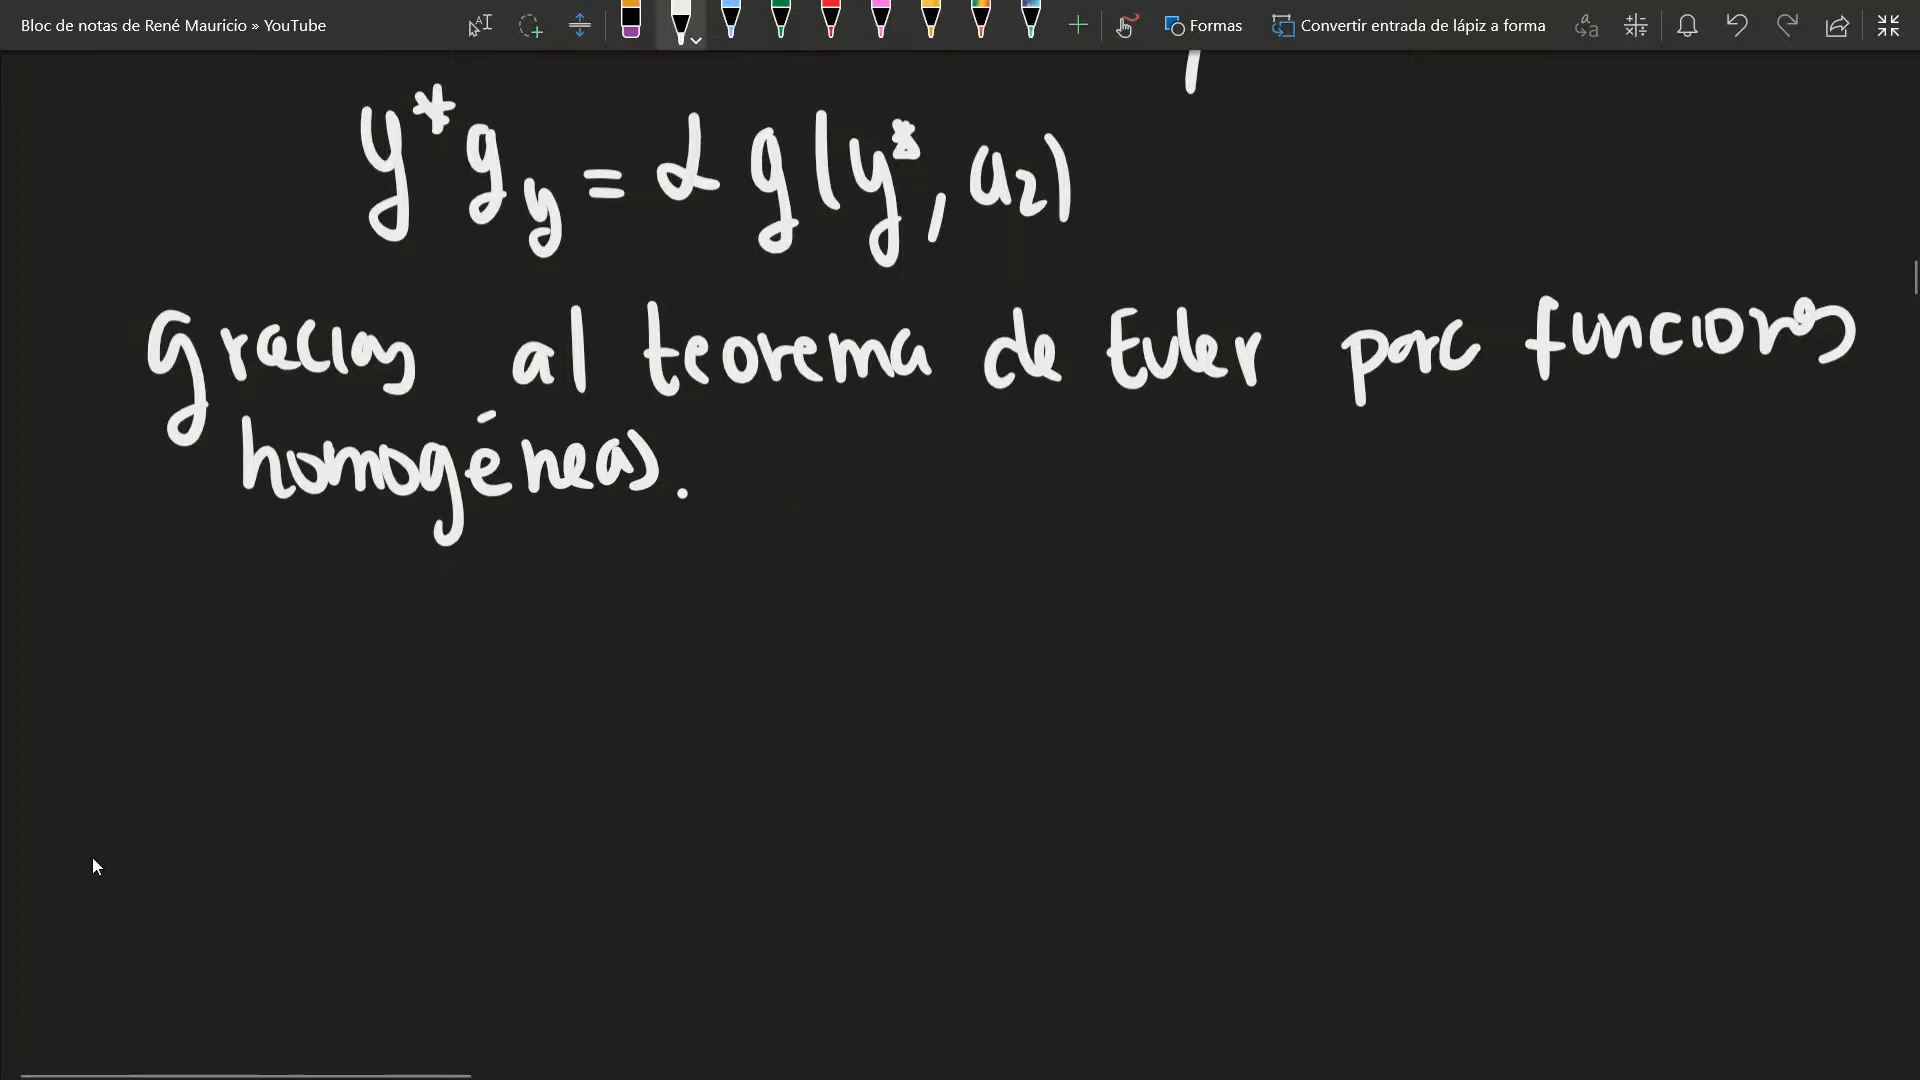 Bloc de notas de René Mauricio » YouTube
Formas
Convertir entrada de lápiz a forma
y* g_y = α g(y*, a₂)
gracias al teorema de Euler para funciones
homogéneas.